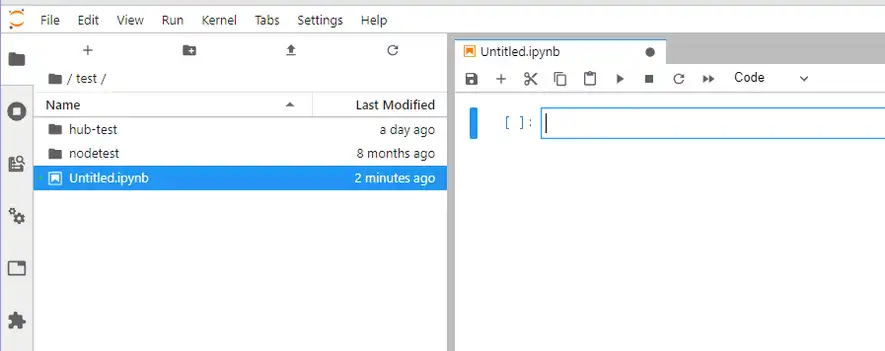 File Edit View Run Kernel Tabs Settings Help
/ test /
Name Last Modified
hub-test a day ago
nodetest 8 months ago
Untitled.ipynb 2 minutes ago
Untitled.ipynb
Code
[ ]: